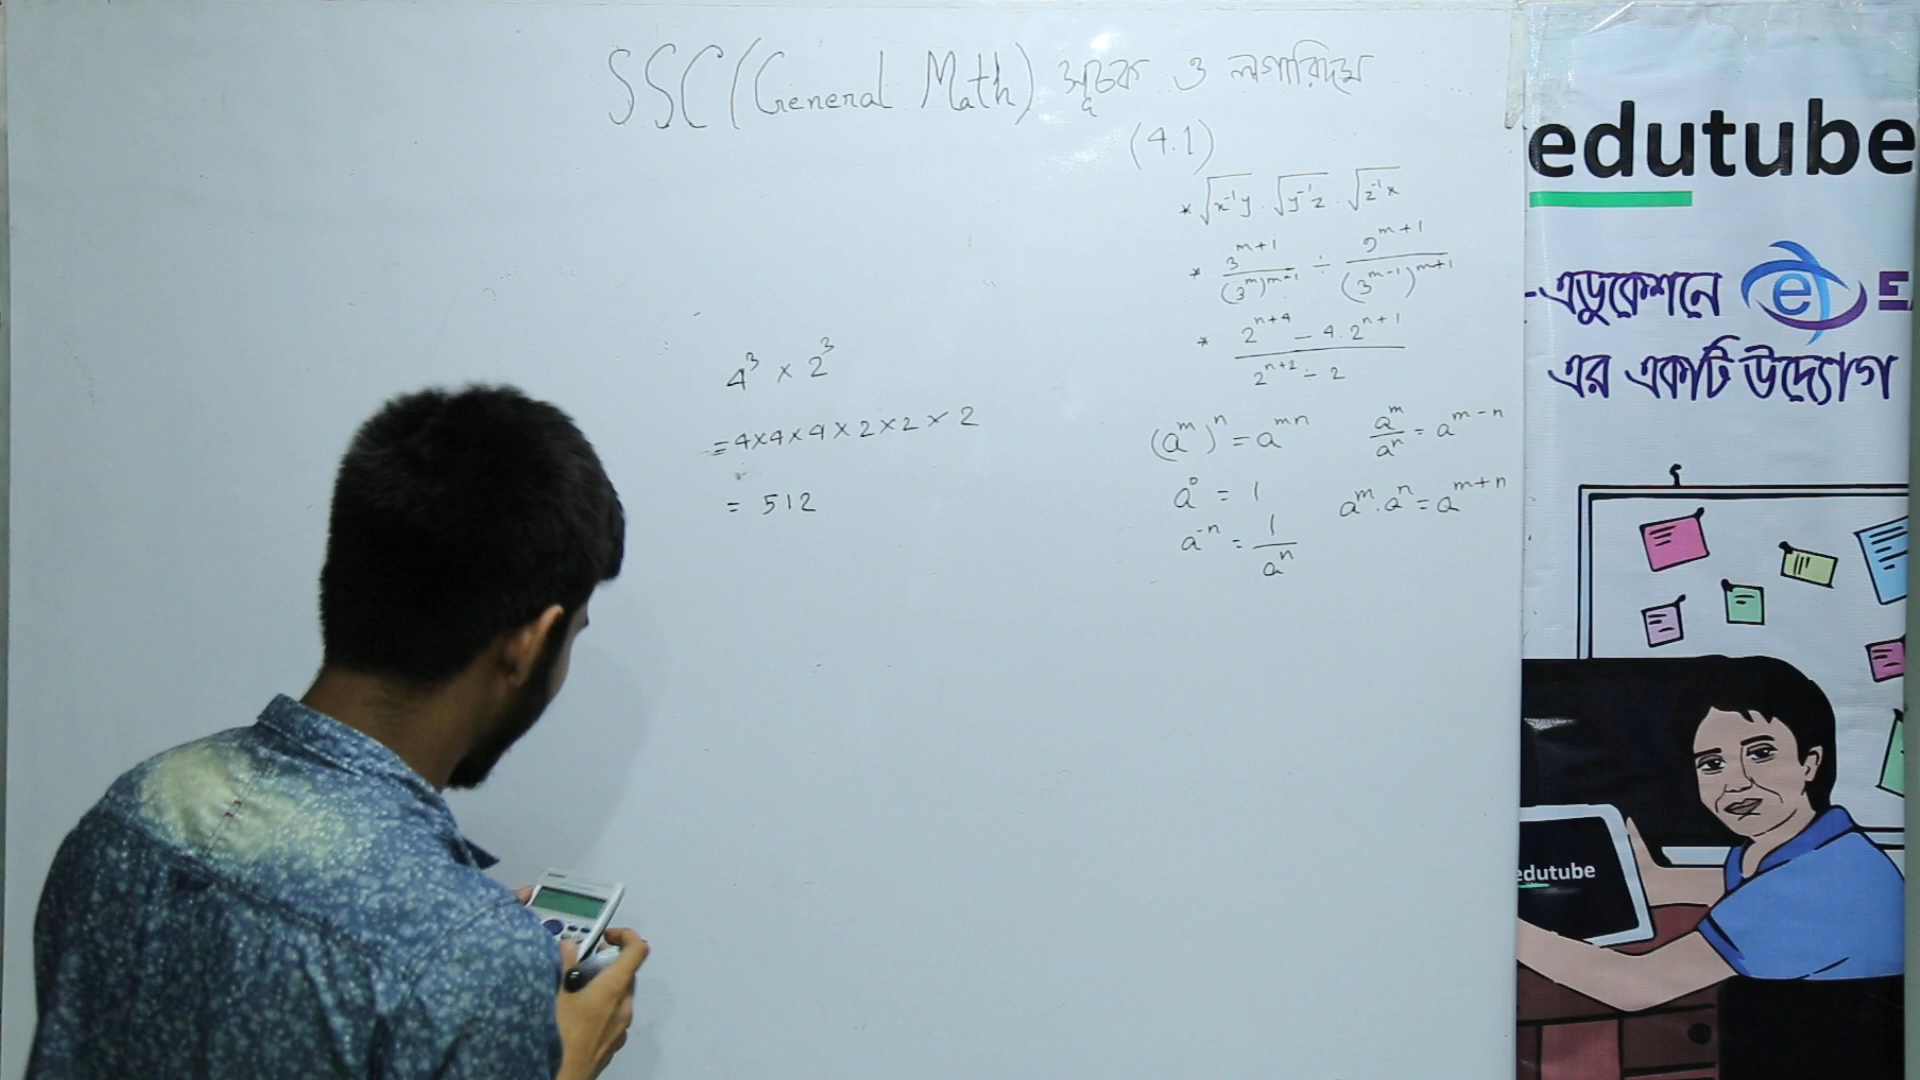 SSC (General Math) সূচক ও লগারিদম
(4.1)
* √x⁻¹y . √y⁻¹z . √z⁻¹x
* 3^(m+1) / (3^m)^(m-1) ÷ 9^(m+1) / (3^(m-1))^(m+1)
* (2^(n+4) - 4.2^(n+1)) / (2^(n+2) ÷ 2)
4³ × 2³
= 4×4×4×2×2×2
= 512
(a^m)^n = a^(mn)
a^m / a^n = a^(m-n)
a⁰ = 1
a^m . a^n = a^(m+n)
a^(-n) = 1 / a^n
edutube
-এডুকেশনে e
এর একটি উদ্যোগ
edutube